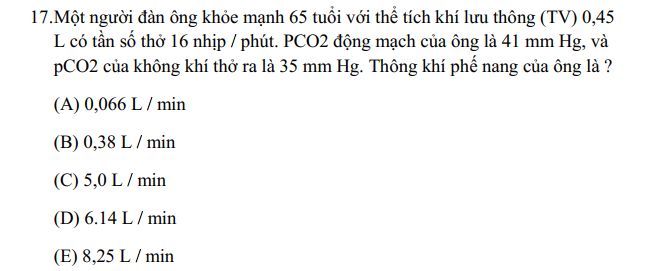 17.Một người đàn ông khỏe mạnh 65 tuổi với thể tích khí lưu thông (TV) 0,45
L có tần số thở 16 nhịp / phút. PCO2 động mạch của ông là 41 mm Hg, và
pCO2 của không khí thở ra là 35 mm Hg. Thông khí phế nang của ông là ?
(A) 0,066 L / min
(B) 0,38 L / min
(C) 5,0 L / min
(D) 6.14 L / min
(E) 8,25 L / min